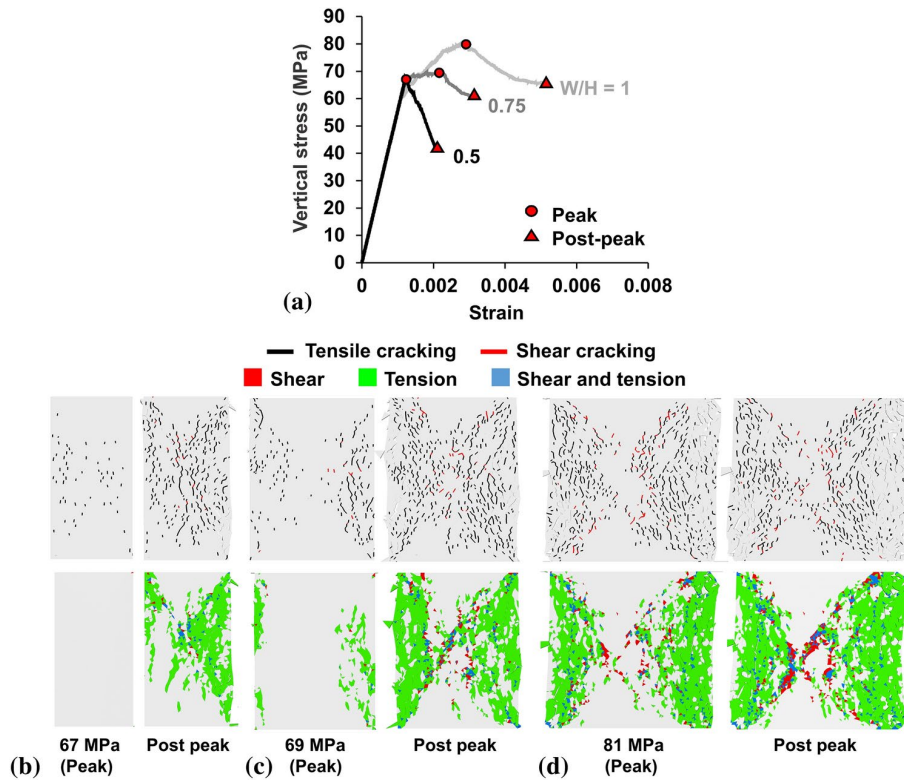 90
80
70
60
50
40
30
20
10
0
Vertical stress (MPa)
W/H = 1
0.75
0.5
Peak
Post-peak
0 0.002 0.004 0.006 0.008
(a) Strain
Tensile cracking Shear cracking
Shear Tension Shear and tension
67 MPa Post peak 69 MPa Post peak 81 MPa Post peak
(b) (Peak) (c) (Peak) (d) (Peak)